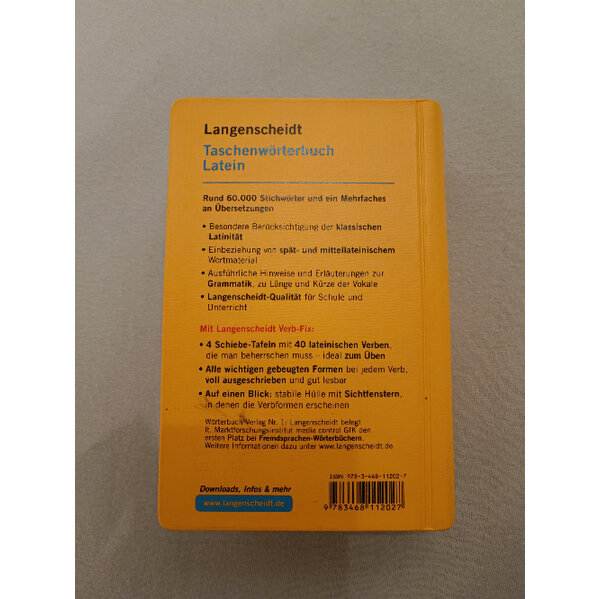 Langenscheidt
Taschenwörterbuch
Latein
Rund 60.000 Stichwörter und ein Mehrfaches
an Übersetzungen
• Besondere Berücksichtigung der klassischen
Latinität
• Einbeziehung von spät- und mittellateinischem
Wortmaterial
• Ausführliche Hinweise und Erläuterungen zur
Grammatik, zu Länge und Kürze der Vokale
• Langenscheidt-Qualität für Schule und
Unterricht
Mit Langenscheidt Verb-Fix:
• 4 Schiebe-Tafeln mit 40 lateinischen Verben,
die man beherrschen muss – ideal zum Üben
• Alle wichtigen gebeugten Formen bei jedem Verb,
voll ausgeschrieben und gut lesbar
• Auf einen Blick: stabile Hülle mit Sichtfenstern,
in denen die Verbformen erscheinen
Wörterbuch-Verlag Nr. 1: Langenscheidt belegt
lt. Marktforschungsinstitut media control GfK den
ersten Platz bei Fremdsprachen-Wörterbüchern.
Weitere Informationen dazu unter www.langenscheidt.de
ISBN 978-3-468-11202-7
Downloads, Infos & mehr
www.langenscheidt.de
9 783468 112027